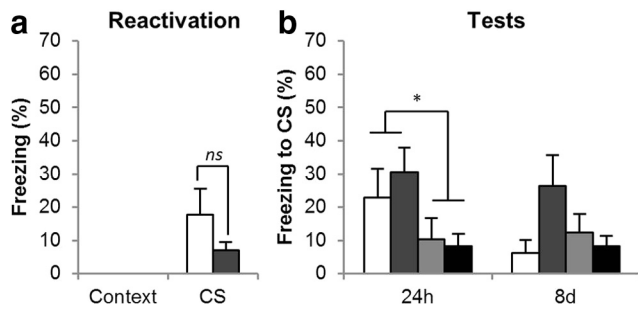 a Reactivation
Freezing (%)
70
60
50
40
30
20
10
0
ns
Context CS
b Tests
Freezing to CS (%)
70
60
50
40
30
20
10
0
*
24h 8d